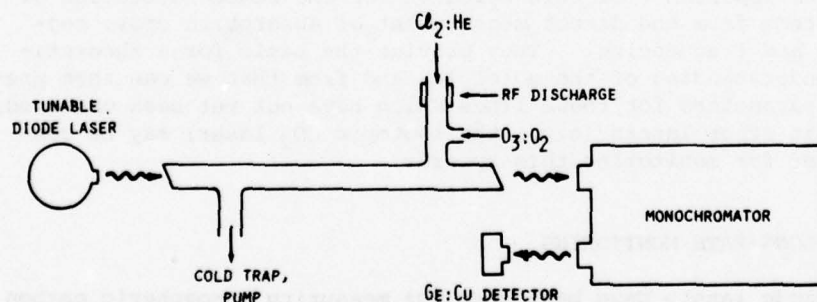 Cl₂:He
TUNABLE
DIODE LASER
RF DISCHARGE
O₃:O₂
MONOCHROMATOR
COLD TRAP,
PUMP
Ge:Cu DETECTOR